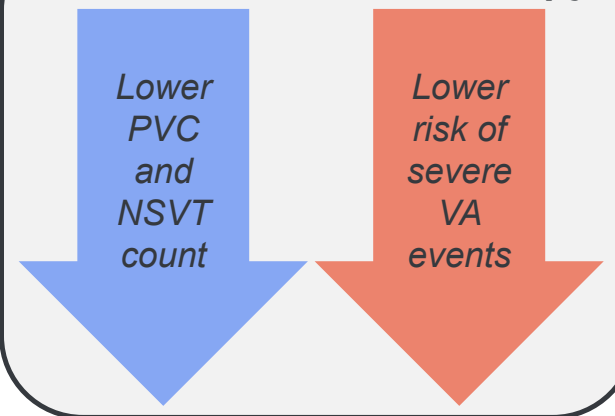 Lower
PVC
and
NSVT
count
Lower
risk of
severe
VA
events